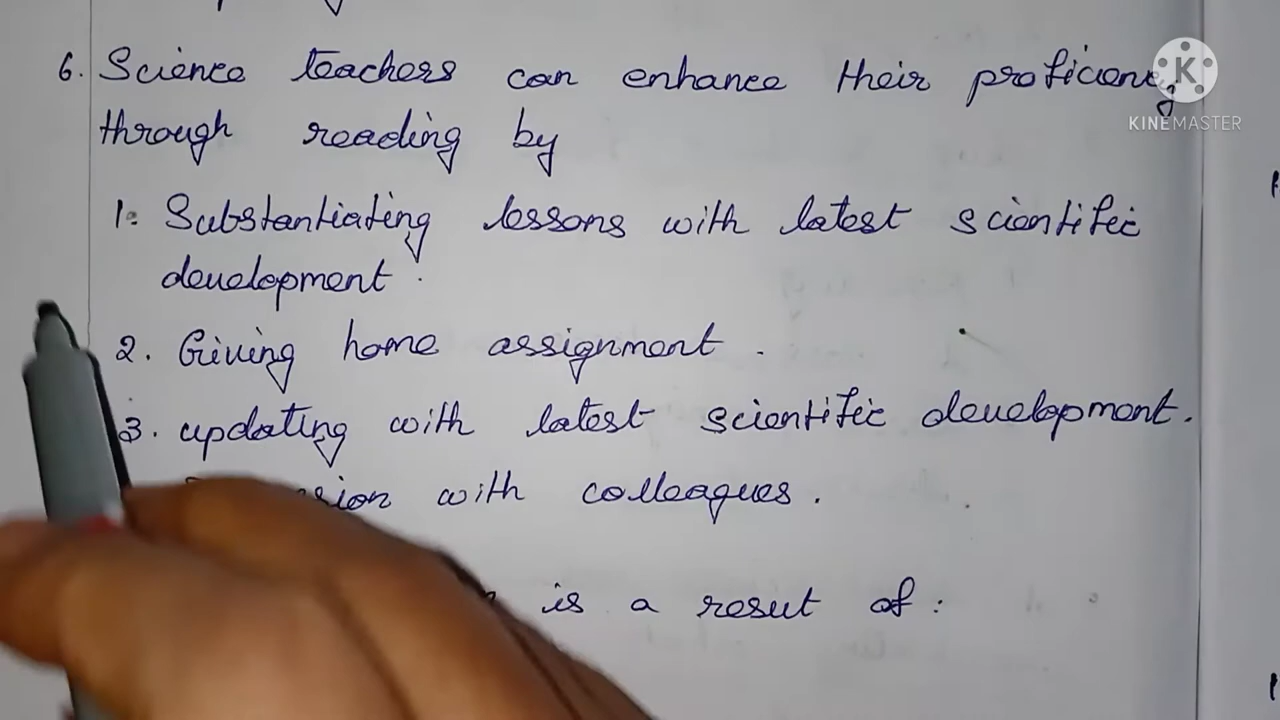 6. Science teachers can enhance their proficiency
through reading by
1. Substantiating lessons with latest scientific
development.
2. Giving home assignment.
3. updating with latest scientific development.
with colleagues.
is a resut of:
KINEMASTER